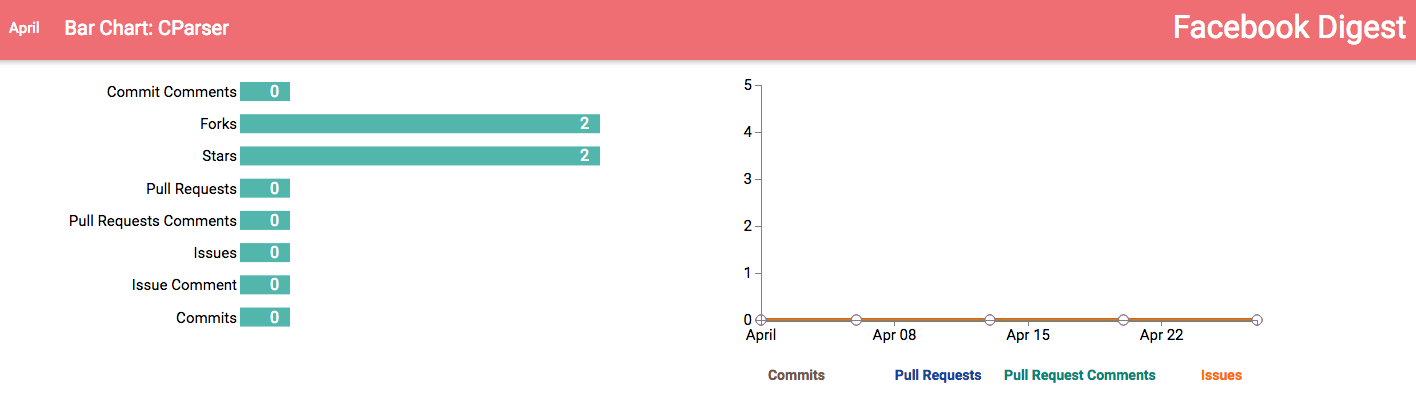 April Bar Chart: CParser Facebook Digest
Commit Comments 0
Forks 2
Stars 2
Pull Requests 0
Pull Requests Comments 0
Issues 0
Issue Comment 0
Commits 0
5
4
3
2
1
0
April Apr 08 Apr 15 Apr 22
Commits Pull Requests Pull Request Comments Issues